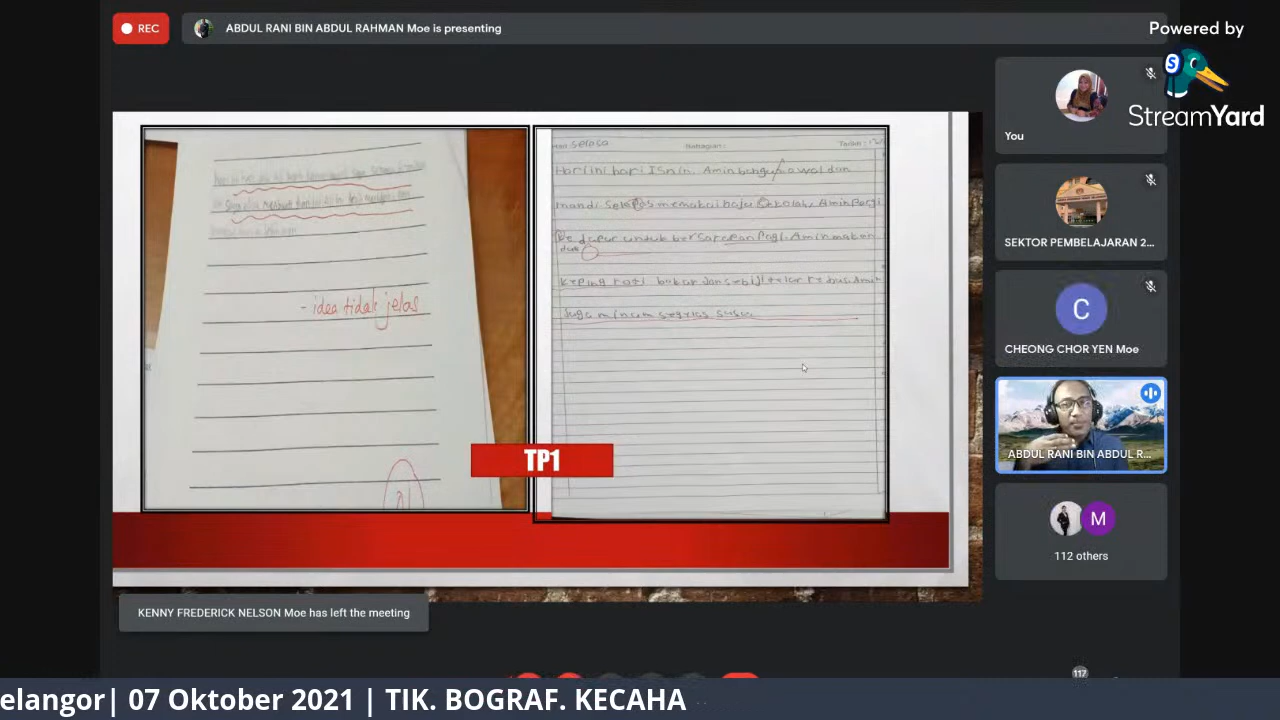 REC
ABDUL RANI BIN ABDUL RAHMAN Moe is presenting
Powered by
StreamYard
You
SEKTOR PEMBELAJARAN 2...
CHEONG CHOR YEN Moe
ABDUL RANI BIN ABDUL R...
M
C
112 others
- idea tidak jelas
TP1
Selasa
Hari ini hari Isnin. Amin bangun awal dan
mandi. Selepas memakai baju Sekolah, Amin Pergi
Ke dapur untuk bersarapan Pagi. Amin makan
dua
keping roti bakar dan sebiji telur rebus. Amin
Juga minum segelas susu.
KENNY FREDERICK NELSON Moe has left the meeting
117
elangor| 07 Oktober 2021 | TIK. BOGRAF. KECAHA